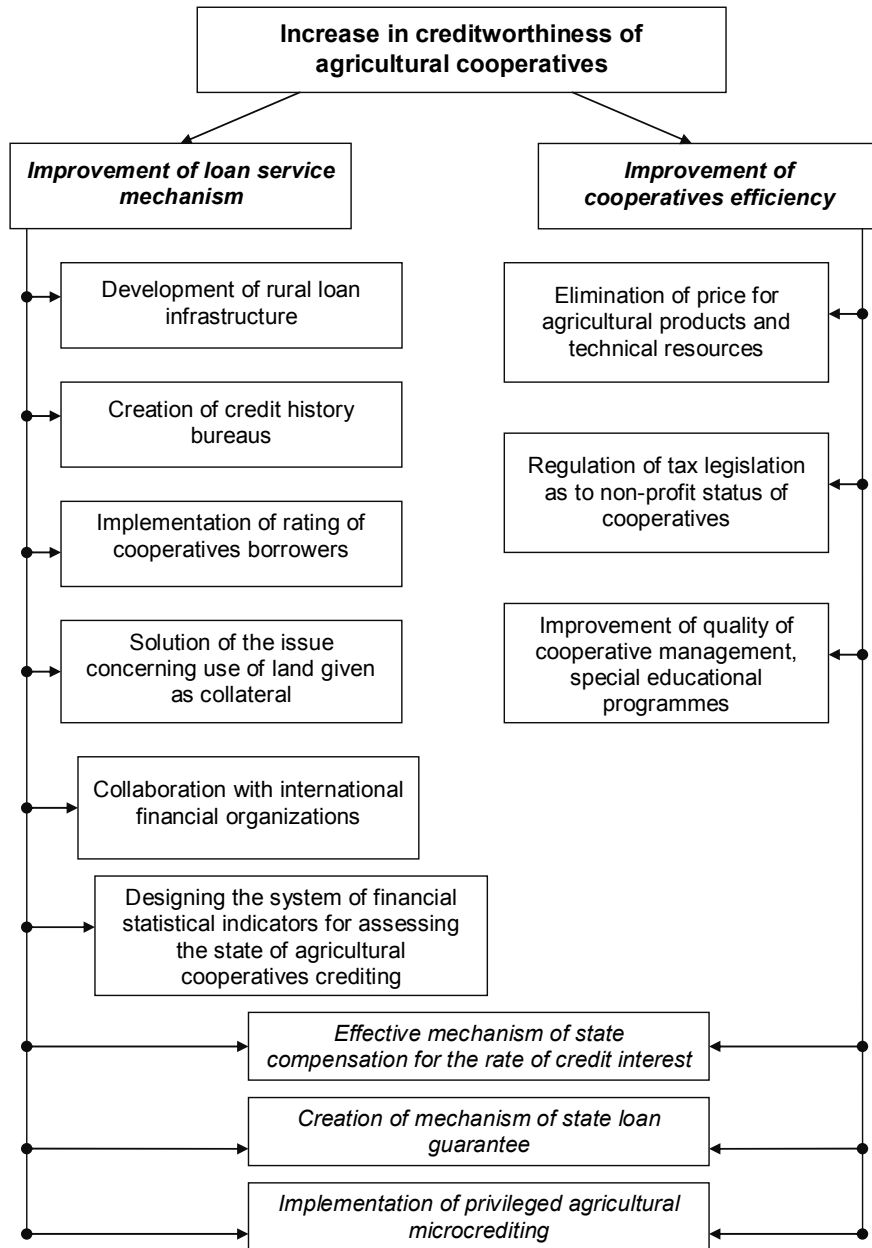 Increase in creditworthiness of
agricultural cooperatives
Improvement of loan service
mechanism
Improvement of
cooperatives efficiency
Development of rural loan
infrastructure
Creation of credit history
bureaus
Implementation of rating of
cooperatives borrowers
Solution of the issue
concerning use of land given
as collateral
Collaboration with international
financial organizations
Designing the system of financial
statistical indicators for assessing
the state of agricultural
cooperatives crediting
Elimination of price for
agricultural products and
technical resources
Regulation of tax legislation
as to non-profit status of
cooperatives
Improvement of quality of
cooperative management,
special educational
programmes
Effective mechanism of state
compensation for the rate of credit interest
Creation of mechanism of state loan
guarantee
Implementation of privileged agricultural
microcrediting